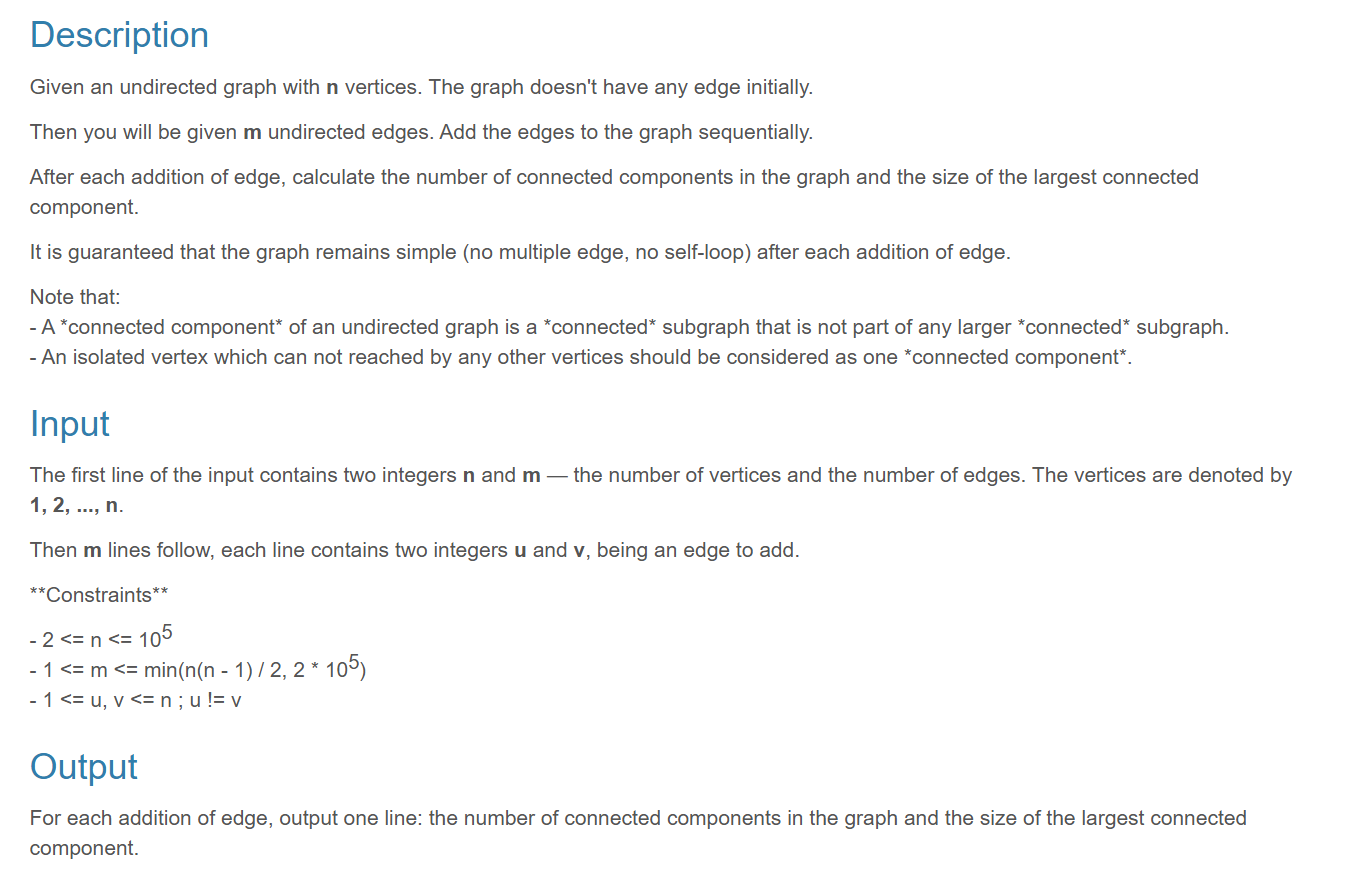 Description
Given an undirected graph with n vertices. The graph doesn't have any edge initially.
Then you will be given m undirected edges. Add the edges to the graph sequentially.
After each addition of edge, calculate the number of connected components in the graph and the size of the largest connected
component.
It is guaranteed that the graph remains simple (no multiple edge, no self-loop) after each addition of edge.
Note that:
- A *connected component* of an undirected graph is a *connected* subgraph that is not part of any larger *connected* subgraph.
- An isolated vertex which can not reached by any other vertices should be considered as one *connected component*.
Input
The first line of the input contains two integers n and m — the number of vertices and the number of edges. The vertices are denoted by
1, 2, ..., n.
Then m lines follow, each line contains two integers u and v, being an edge to add.
**Constraints**
- 2 <= n <= 10^5
- 1 <= m <= min(n(n - 1) / 2, 2 * 10^5)
- 1 <= u, v <= n ; u != v
Output
For each addition of edge, output one line: the number of connected components in the graph and the size of the largest connected
component.